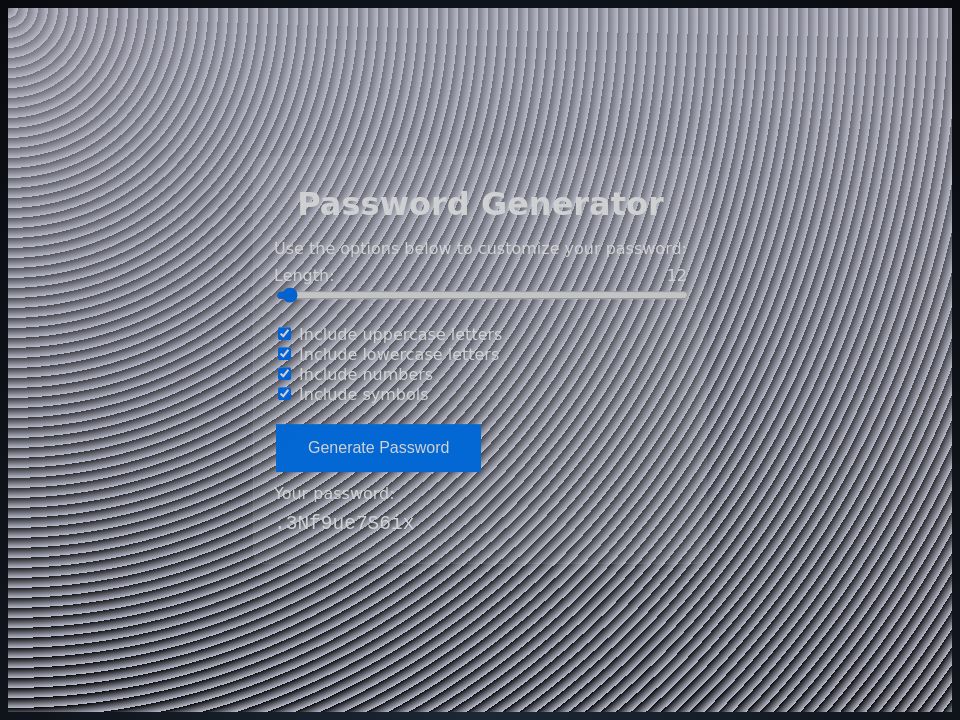 Password Generator
Use the options below to customize your password:
Length: 12
Include uppercase letters
Include lowercase letters
Include numbers
Include symbols
Generate Password
Your password:
.3Nf9ue7S6ix